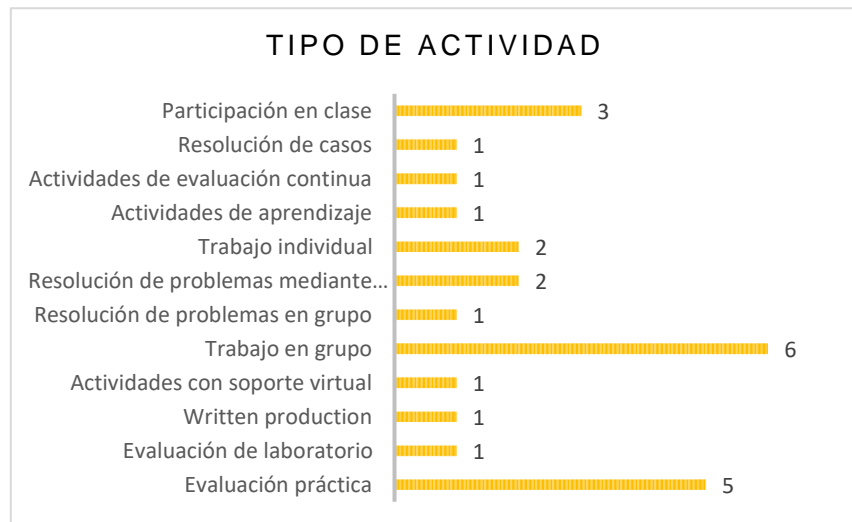 TIPO DE ACTIVIDAD
Participación en clase 3
Resolución de casos 1
Actividades de evaluación continua 1
Actividades de aprendizaje 1
Trabajo individual 2
Resolución de problemas mediante... 2
Resolución de problemas en grupo 1
Trabajo en grupo 6
Actividades con soporte virtual 1
Written production 1
Evaluación de laboratorio 1
Evaluación práctica 5